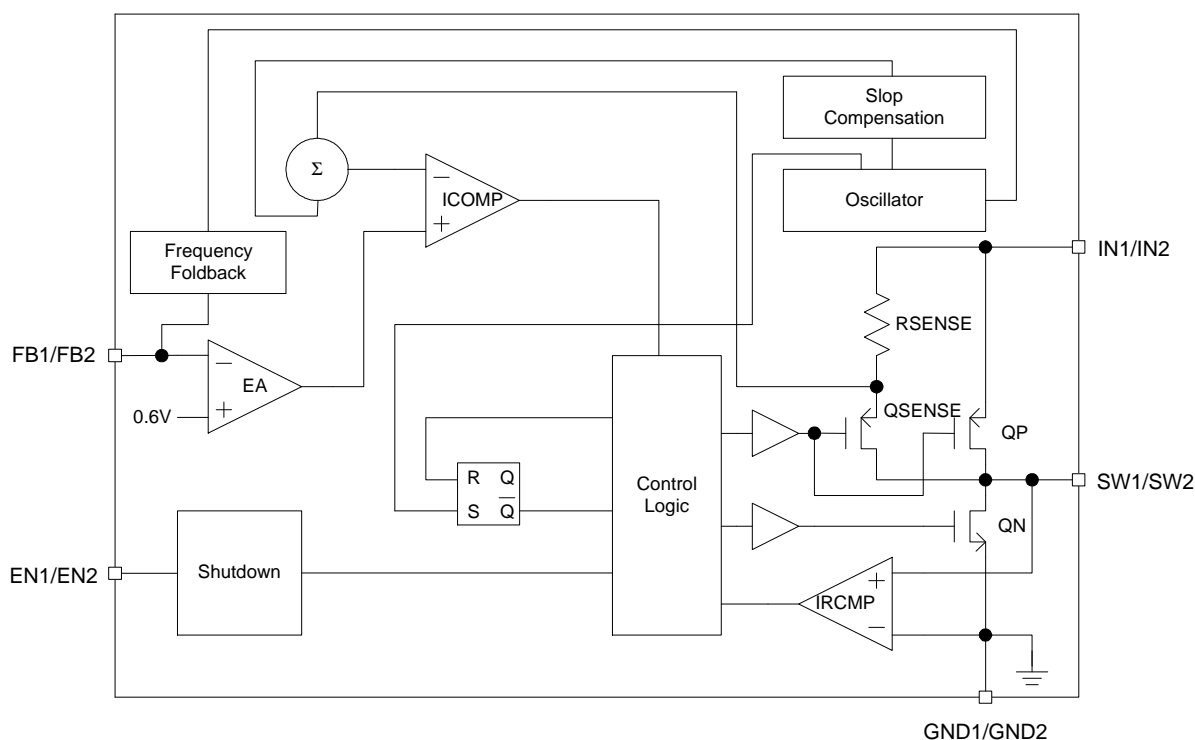 Slop
Compensation
Σ
−
ICOMP
+
Oscillator
Frequency
Foldback
IN1/IN2
RSENSE
FB1/FB2
−
EA
+
0.6V
QSENSE
QP
Control
Logic
R Q
S Q̅
SW1/SW2
QN
EN1/EN2
Shutdown
+
IRCMP
−
GND1/GND2